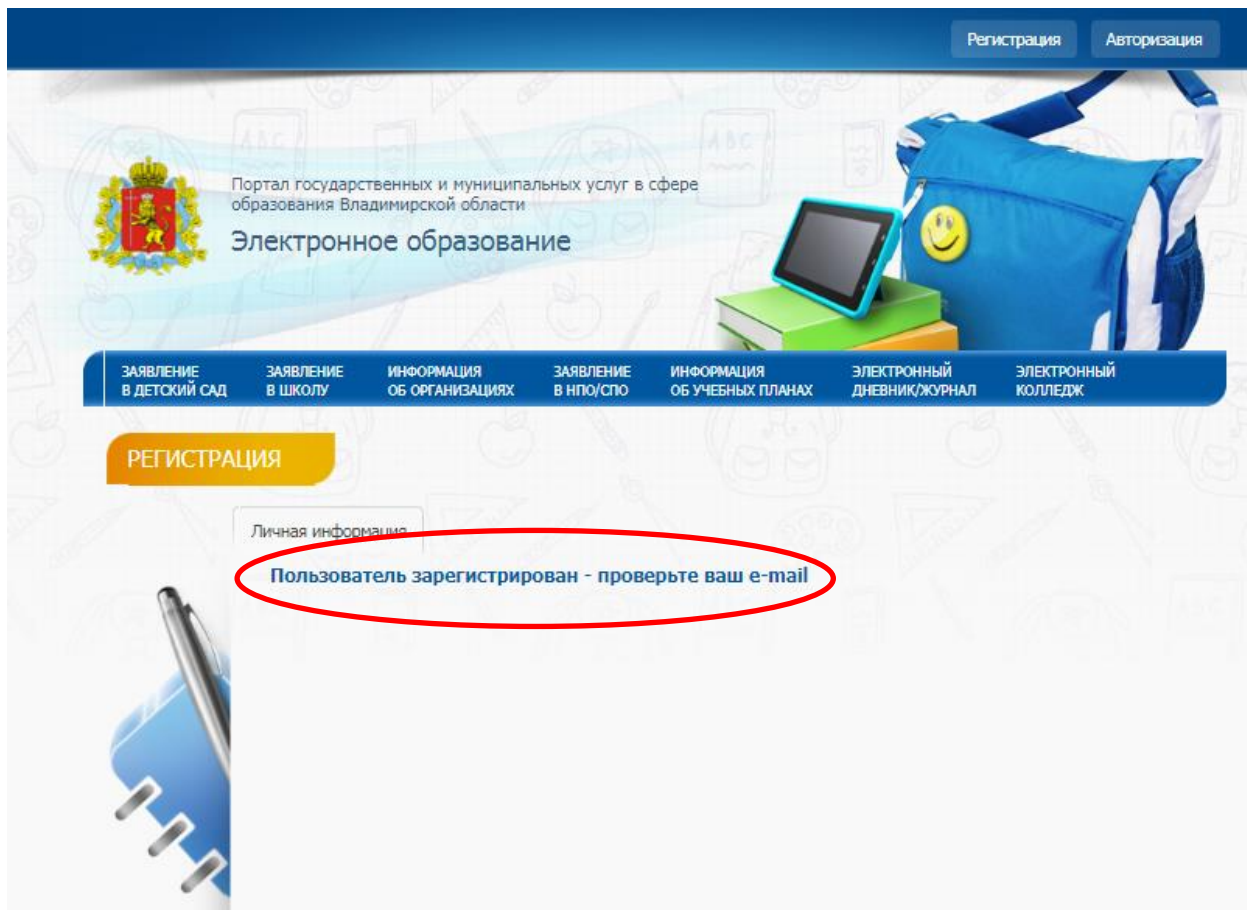 Регистрация Авторизация
Портал государственных и муниципальных услуг в сфере
образования Владимирской области
Электронное образование
ЗАЯВЛЕНИЕ
В ДЕТСКИЙ САД
ЗАЯВЛЕНИЕ
В ШКОЛУ
ИНФОРМАЦИЯ
ОБ ОРГАНИЗАЦИЯХ
ЗАЯВЛЕНИЕ
В НПО/СПО
ИНФОРМАЦИЯ
ОБ УЧЕБНЫХ ПЛАНАХ
ЭЛЕКТРОННЫЙ
ДНЕВНИК/ЖУРНАЛ
ЭЛЕКТРОННЫЙ
КОЛЛЕДЖ
РЕГИСТРАЦИЯ
Личная информация
Пользователь зарегистрирован - проверьте ваш e-mail